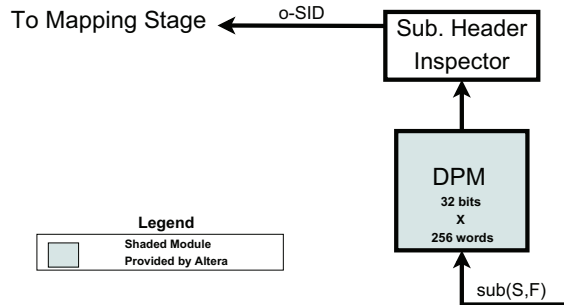 To Mapping Stage
o-SID
Sub. Header
Inspector
DPM
32 bits
X
256 words
Legend
Shaded Module
Provided by Altera
sub(S,F)